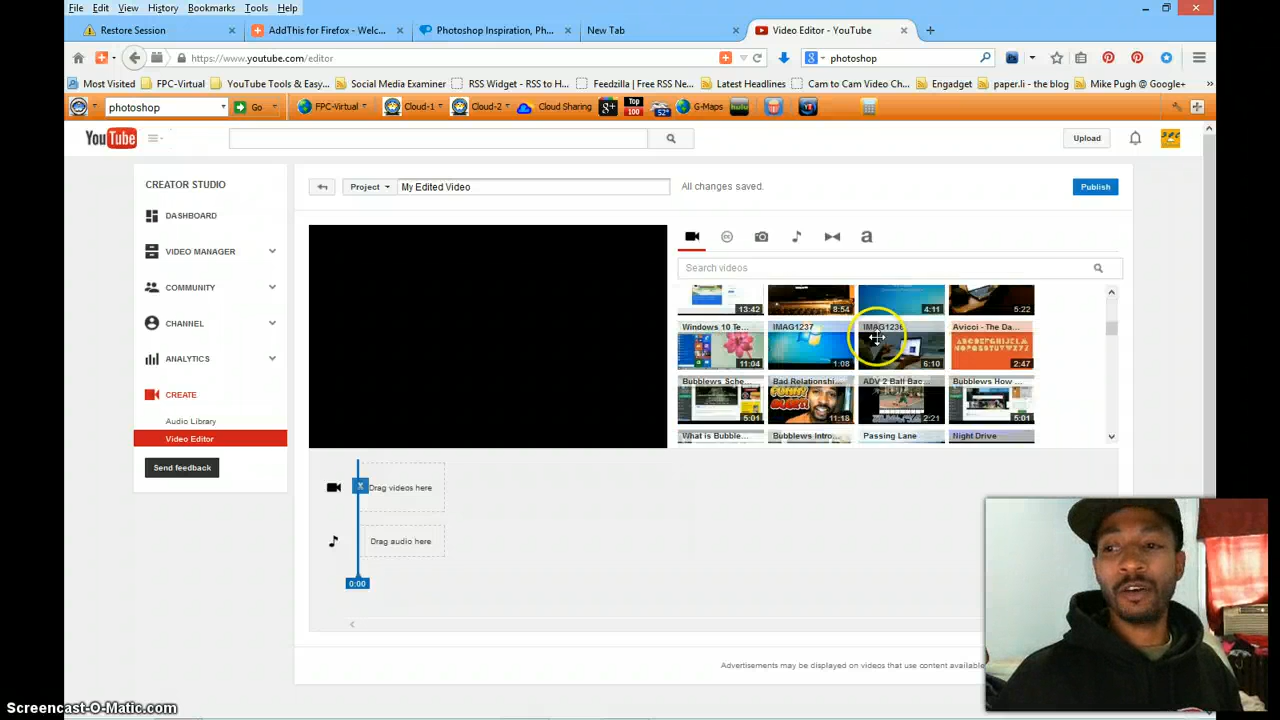 File Edit View History Bookmarks Tools Help
Restore Session
AddThis for Firefox - Welc...
Photoshop Inspiration, Ph...
New Tab
Video Editor - YouTube
https://www.youtube.com/editor
photoshop
Most Visited
FPC-Virtual
YouTube Tools &...
Social Media Examiner
RSS Widget - RSS to H...
Feedzilla | Free RSS Ne...
Latest Headlines
Cam to Cam Video Ch...
Engadget
paper.li - the blog
Mike Pugh @ YouTube
photoshop
Go
FPC-Virtual
Cloud-1
Cloud-2
Cloud Sharing
Top 100
52°
G-Maps
hulu
YouTube
Upload
CREATOR STUDIO
Project
My Edited Video
All changes saved.
Publish
DASHBOARD
VIDEO MANAGER
COMMUNITY
CHANNEL
ANALYTICS
CREATE
Audio Library
Video Editor
Send feedback
Search videos
13:42
8:54
4:11
5:22
Windows 10 Te...
IMAG1237
IMAG1236
Avicci - The Da...
11:04
1:08
6:10
2:47
Bubblews Sche...
Bad Relationshi...
ADV 2 Ball Bac...
Bubblews How ...
5:01
11:18
2:21
5:01
What is Bubble...
Bubblews Intro...
Passing Lane
Night Drive
Drag videos here
Drag audio here
0:00
Advertisements may be displayed on videos that use content available
Screencast-O-Matic.com